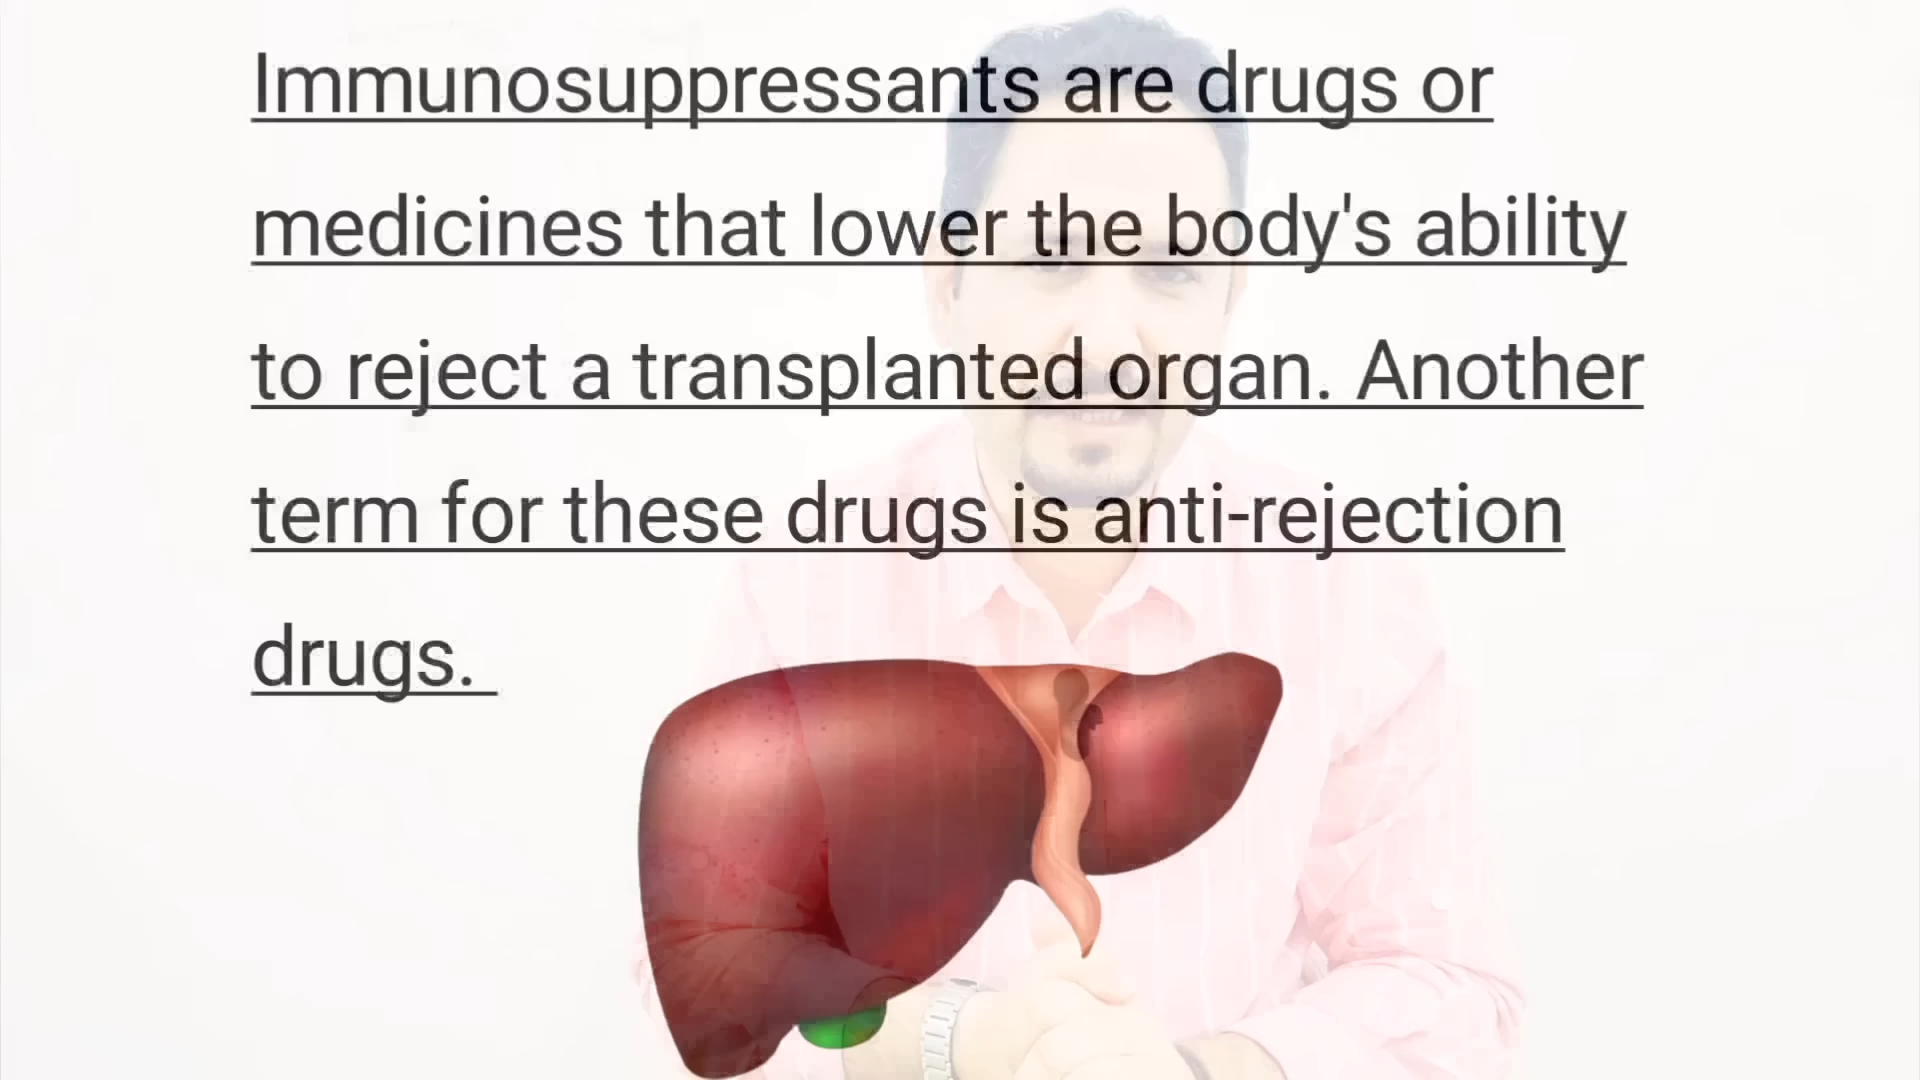 Immunosuppressants are drugs or
medicines that lower the body's ability
to reject a transplanted organ. Another
term for these drugs is anti-rejection
drugs.